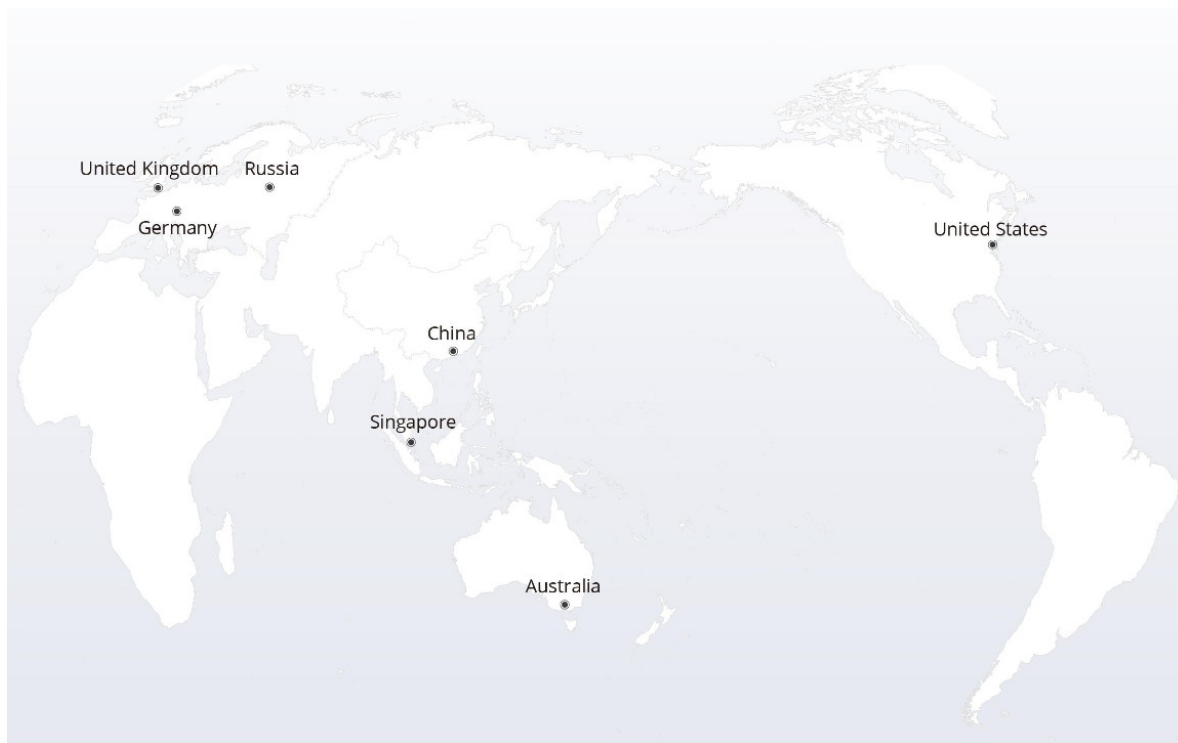 United Kingdom
Russia
Germany
United States
China
Singapore
Australia